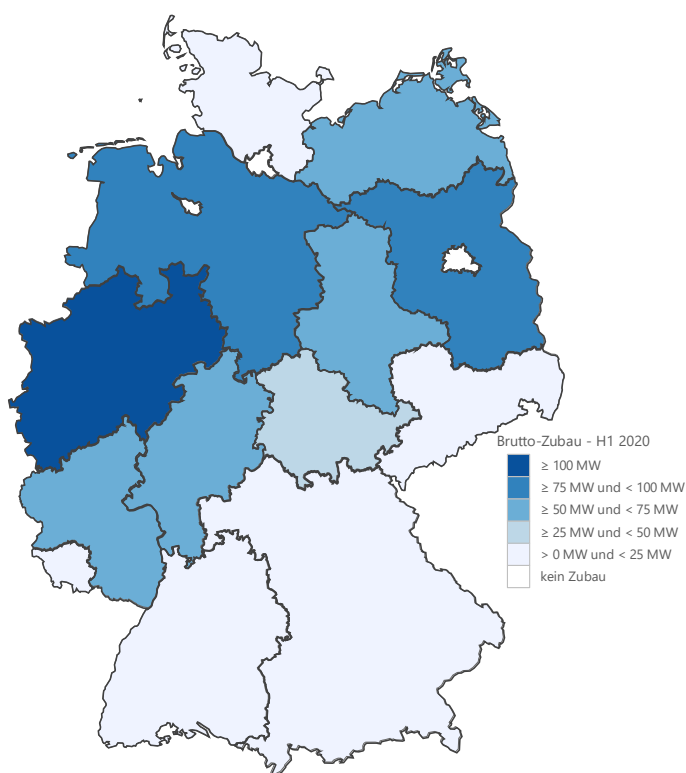 Brutto-Zubau - H1 2020
≥ 100 MW
≥ 75 MW und < 100 MW
≥ 50 MW und < 75 MW
≥ 25 MW und < 50 MW
> 0 MW und < 25 MW
kein Zubau